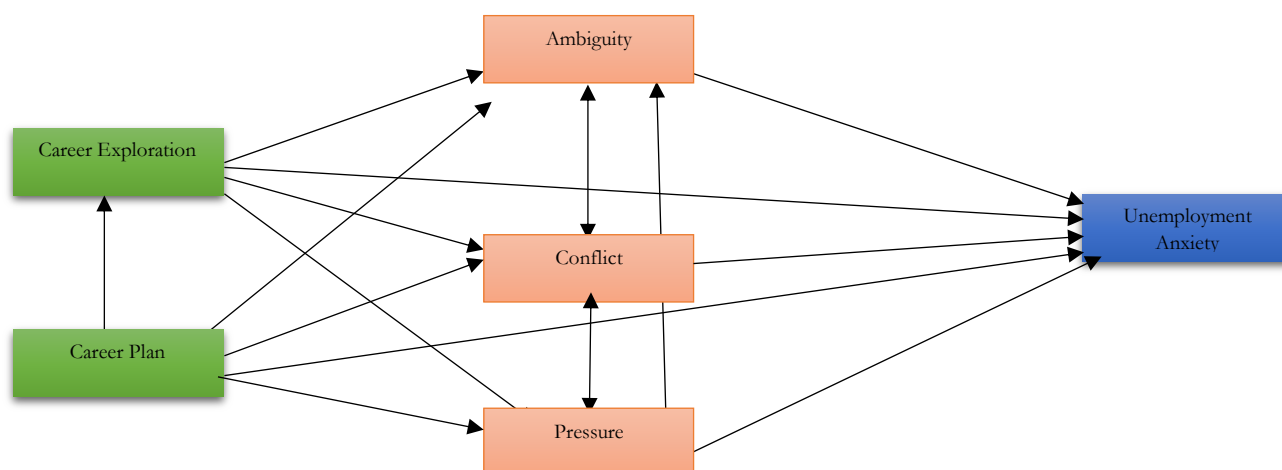 Ambiguity
Career Exploration
Unemployment
Anxiety
Conflict
Career Plan
Pressure